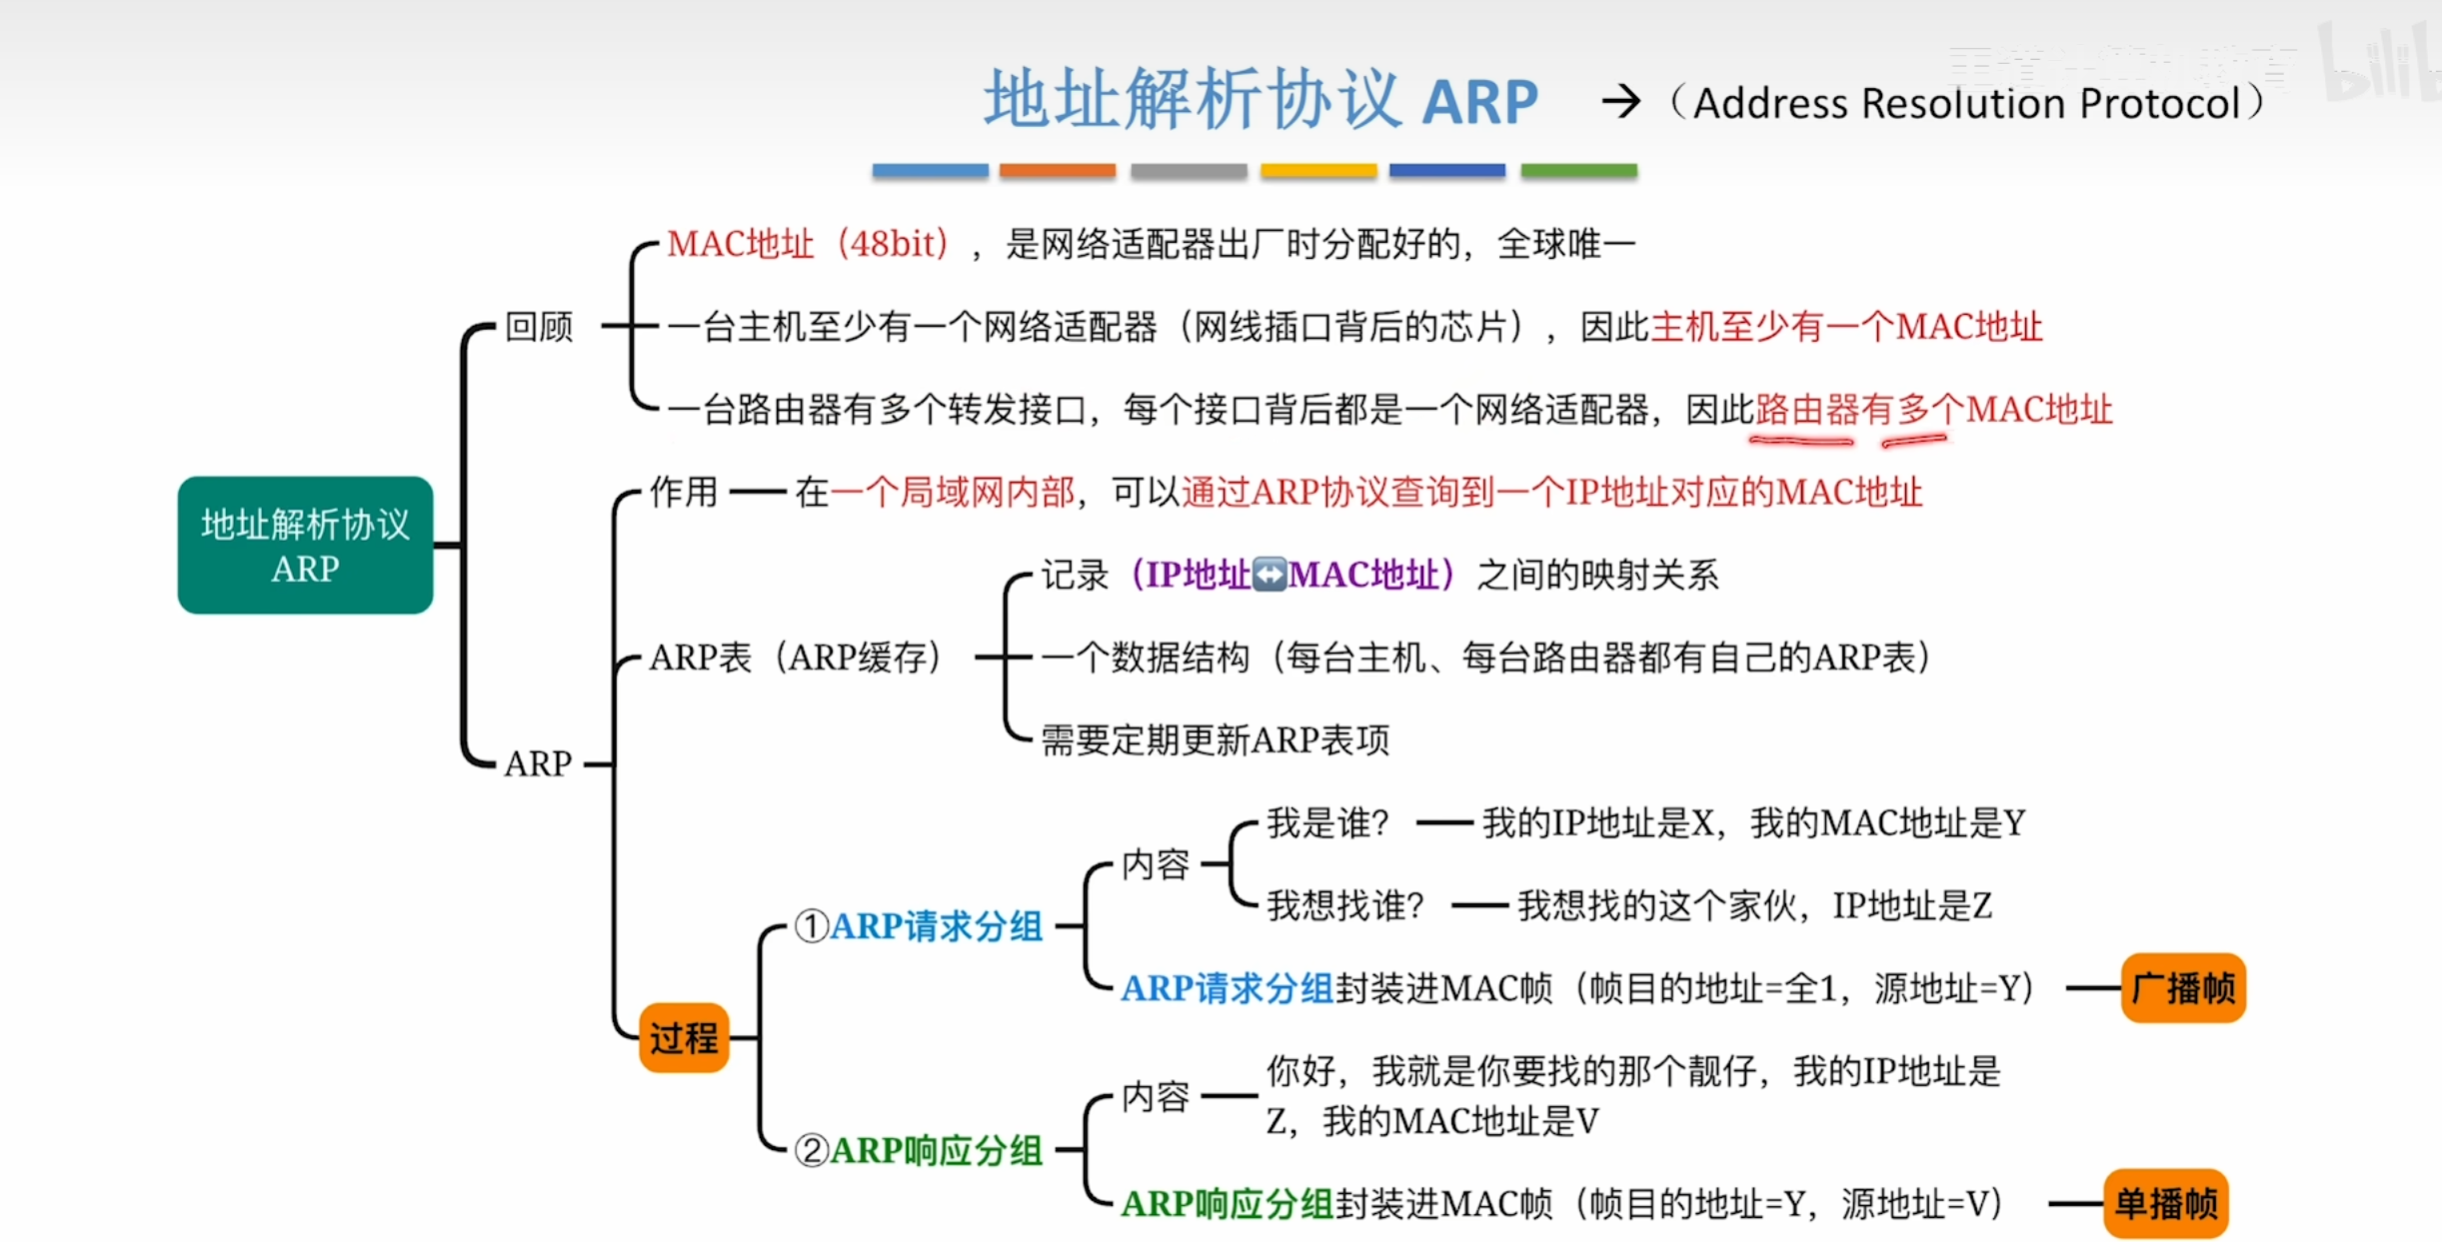 地址解析协议 ARP → （Address Resolution Protocol）
MAC地址（48bit），是网络适配器出厂时分配好的，全球唯一
回顾
一台主机至少有一个网络适配器（网线插口背后的芯片），因此主机至少有一个MAC地址
一台路由器有多个转发接口，每个接口背后都是一个网络适配器，因此路由器有多个MAC地址
地址解析协议
ARP
作用
在一个局域网内部，可以通过ARP协议查询到一个IP地址对应的MAC地址
记录（IP地址↔MAC地址）之间的映射关系
ARP表（ARP缓存）
一个数据结构（每台主机、每台路由器都有自己的ARP表）
需要定期更新ARP表项
ARP
我是谁？
我的IP地址是X，我的MAC地址是Y
内容
我想找谁？
我想找的这个家伙，IP地址是Z
①ARP请求分组
ARP请求分组封装进MAC帧（帧目的地址=全1，源地址=Y）
广播帧
过程
内容
你好，我就是你要找的那个靓仔，我的IP地址是
Z，我的MAC地址是V
②ARP响应分组
ARP响应分组封装进MAC帧（帧目的地址=Y，源地址=V）
单播帧